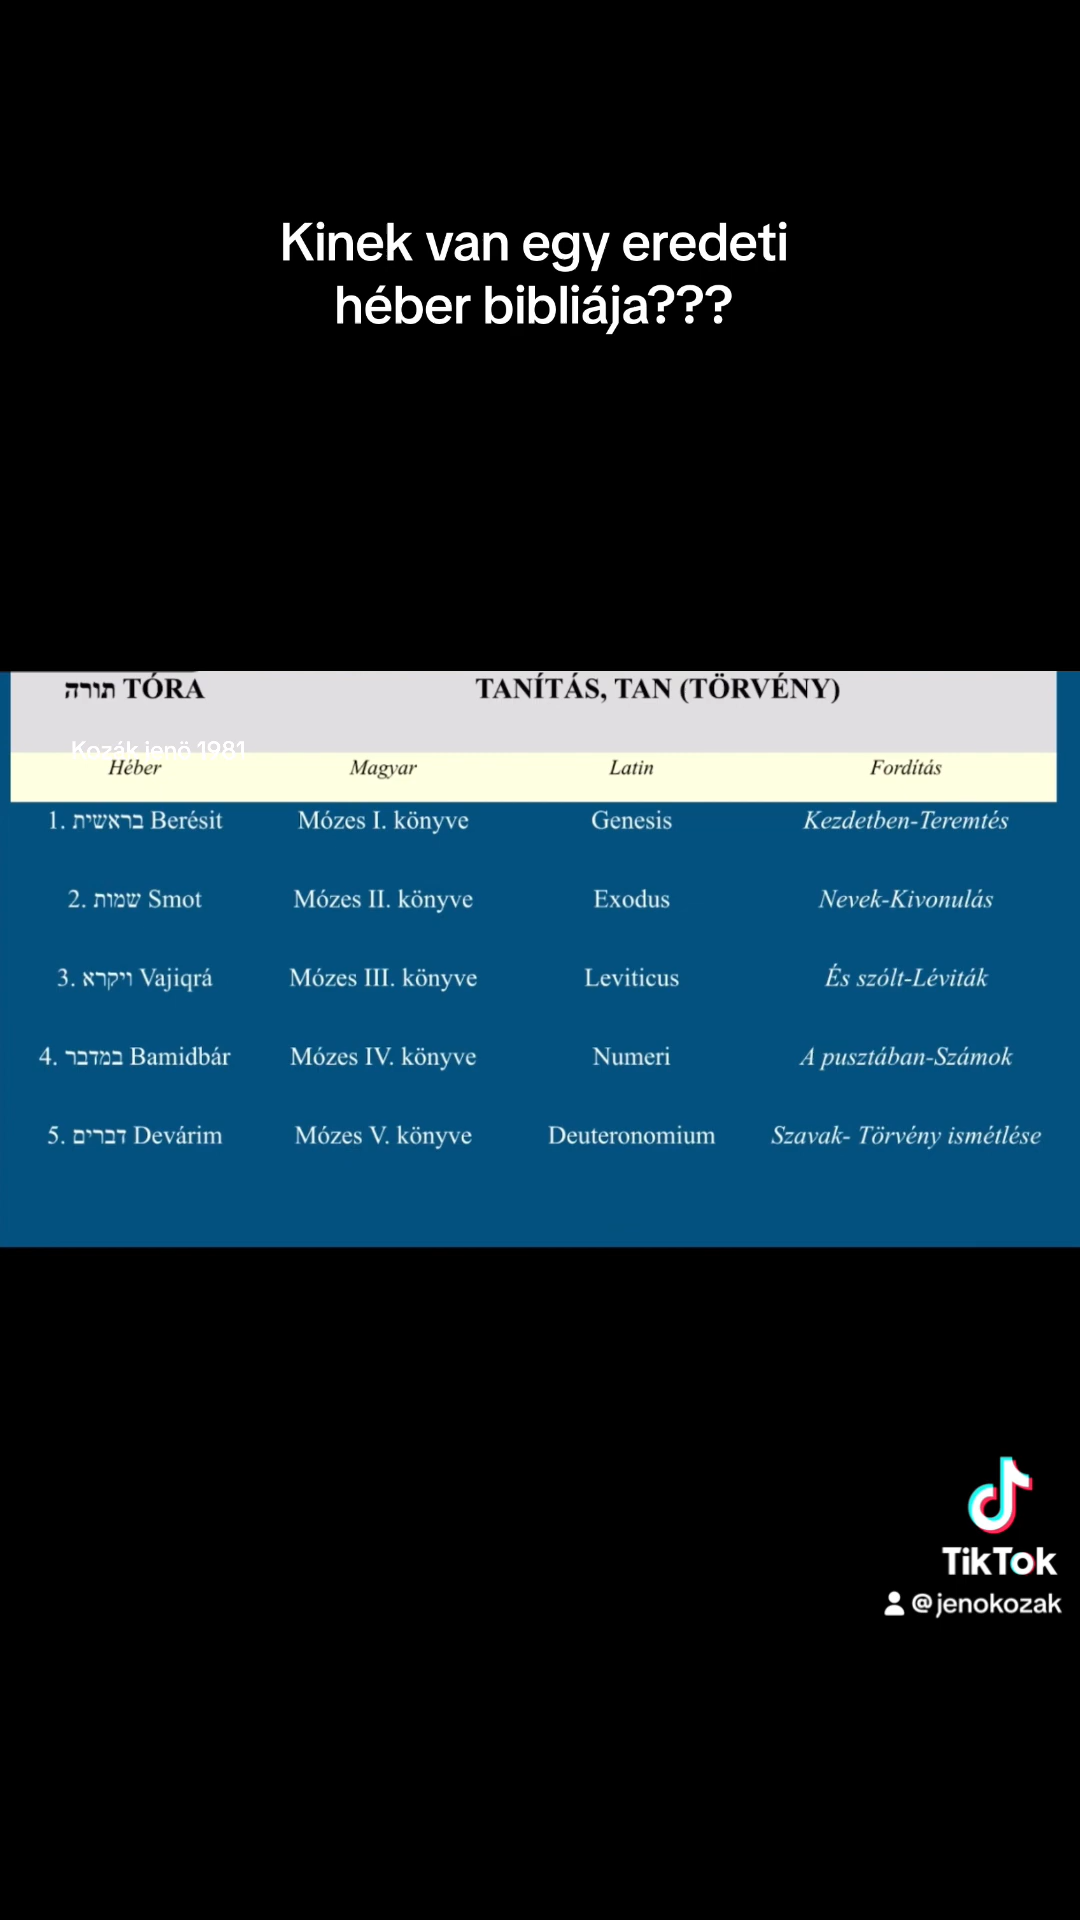 Kinek van egy eredeti
héber bibliája???
תורה TÓRA TANÍTÁS, TAN (TÖRVÉNY)
Kozák jenö 1981
Héber Magyar Latin Fordítás
1. בראשית Berésit Mózes I. könyve Genesis Kezdetben-Teremtés
2. שמות Smot Mózes II. könyve Exodus Nevek-Kivonulás
3. ויקרא Vajiqrá Mózes III. könyve Leviticus És szólt-Léviták
4. במדבר Bamidbár Mózes IV. könyve Numeri A pusztában-Számok
5. דברים Devárim Mózes V. könyve Deuteronomium Szavak- Törvény ismétlése
TikTok
@jenokozak